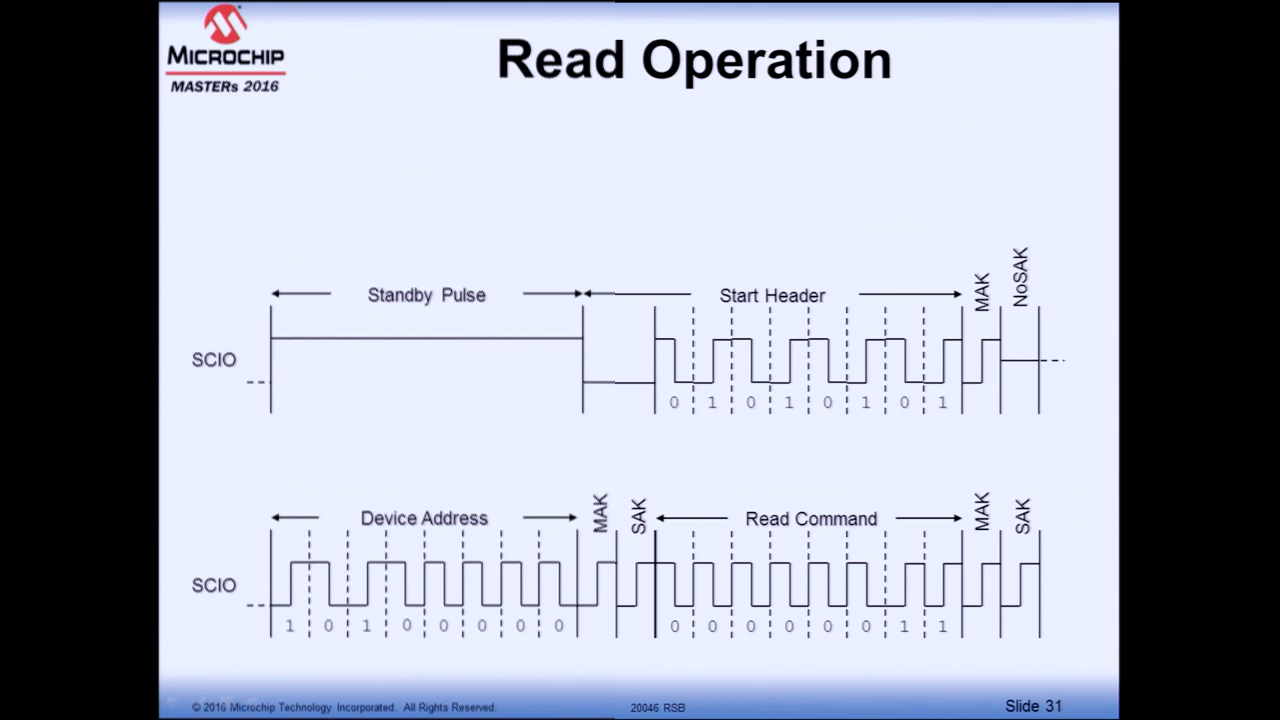 MICROCHIP
MASTERs 2016
Read Operation
Standby Pulse
Start Header
MAK
NoSAK
SCIO
0 1 0 1 0 1 0 1
Device Address
MAK
SAK
Read Command
MAK
SAK
SCIO
1 0 1 0 0 0 0 0
0 0 0 0 0 0 1 1
© 2016 Microchip Technology Incorporated. All Rights Reserved.
20046 RSB
Slide 31